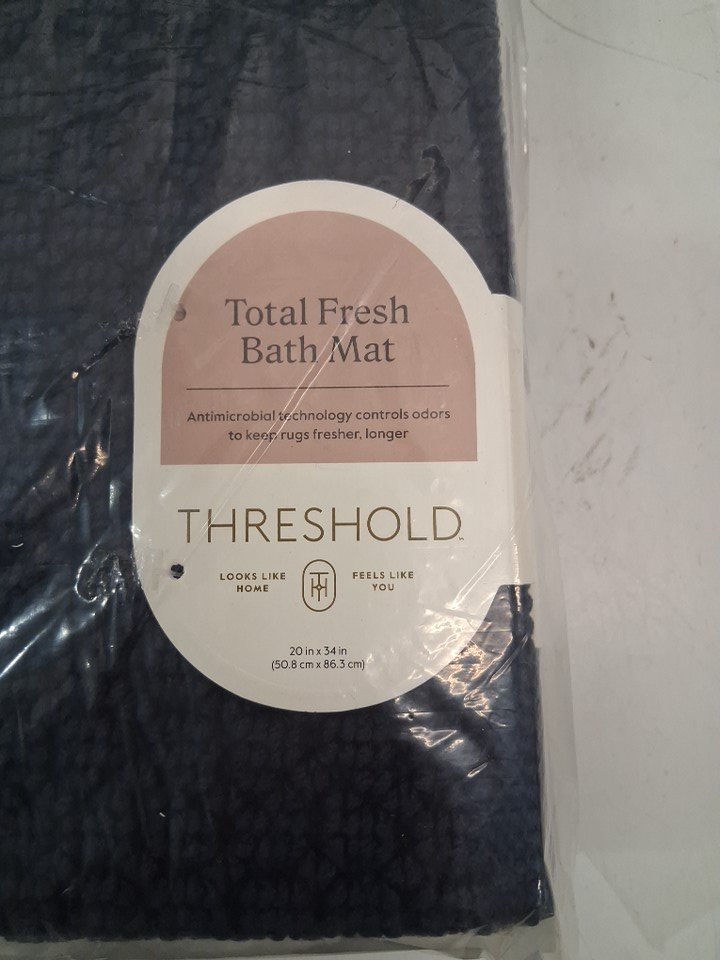 Total Fresh
Bath Mat
Antimicrobial technology controls odors
to keep rugs fresher, longer
THRESHOLD™
LOOKS LIKE
HOME
FEELS LIKE
YOU
20 in x 34 in
(50.8 cm x 86.3 cm)